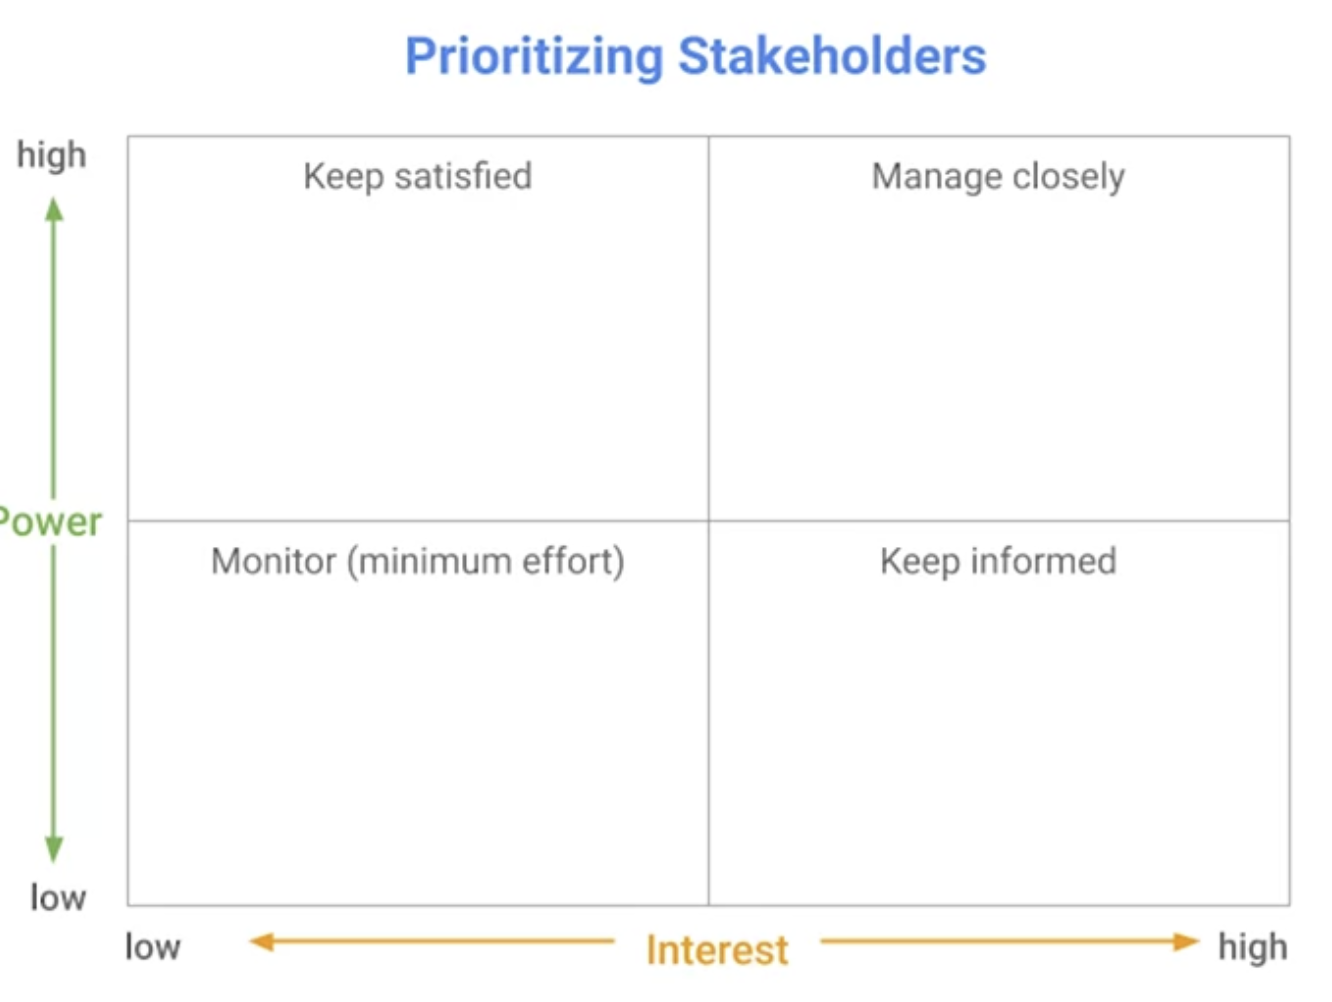 Prioritizing Stakeholders
high
Keep satisfied
Manage closely
Power
Monitor (minimum effort)
Keep informed
low
low
Interest
high